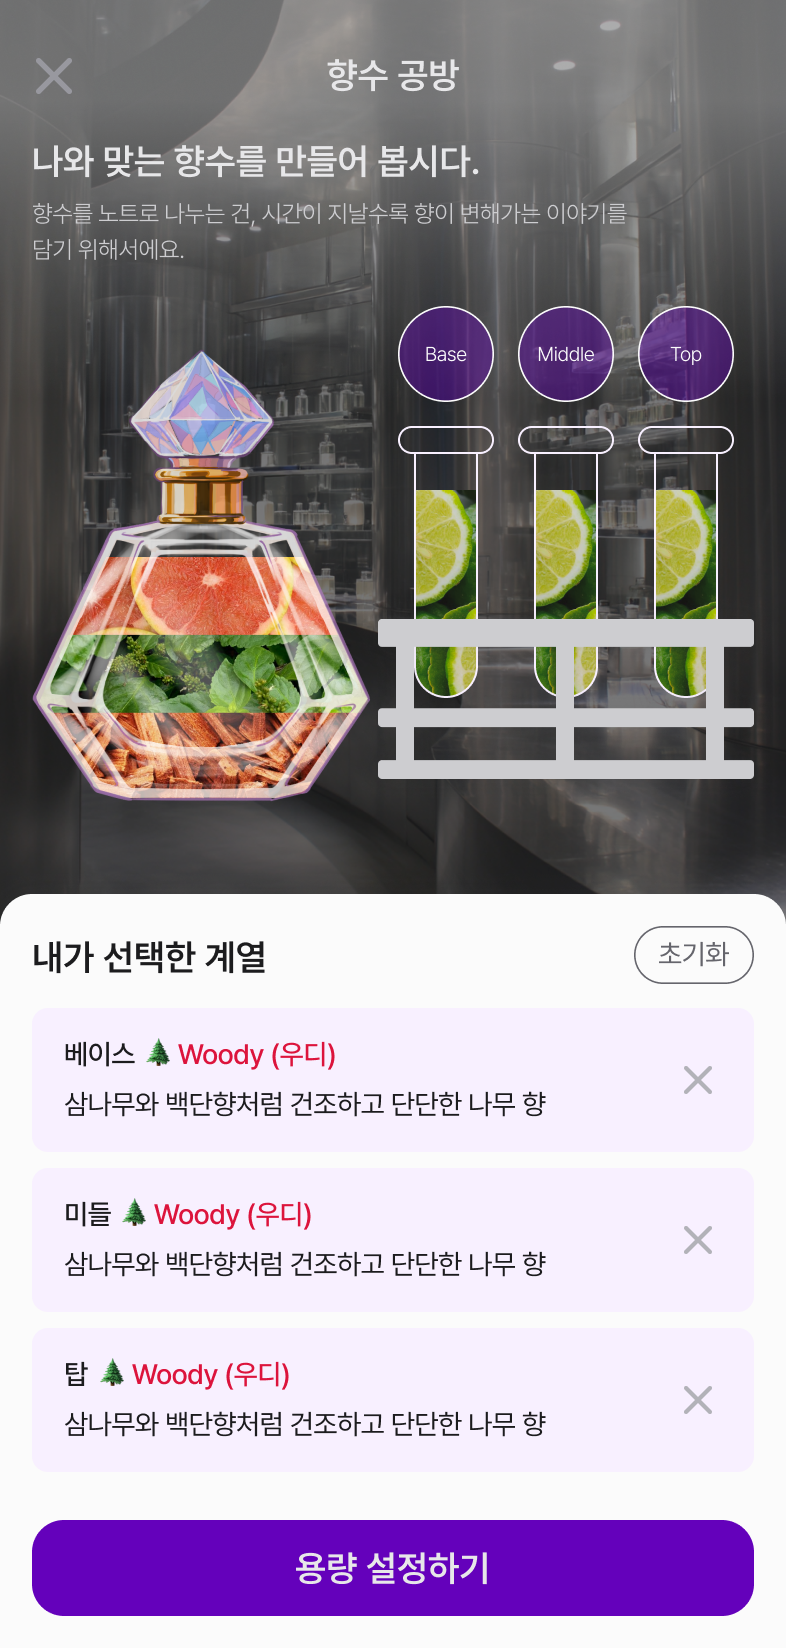 향수 공방
나와 맞는 향수를 만들어 봅시다.
향수를 노트로 나누는 건, 시간이 지날수록 향이 변해가는 이야기를
담기 위해서에요.
Base Middle Top
내가 선택한 계열
초기화
베이스 🌲 Woody (우디)
삼나무와 백단향처럼 건조하고 단단한 나무 향
미들 🌲 Woody (우디)
삼나무와 백단향처럼 건조하고 단단한 나무 향
탑 🌲 Woody (우디)
삼나무와 백단향처럼 건조하고 단단한 나무 향
용량 설정하기